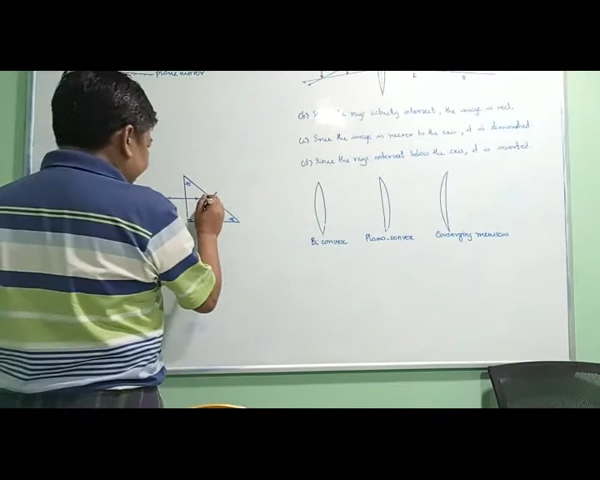 plane mirror
F
(b) rays actually intersect, the image is real.
(c) Since the image is nearer to the axis, it is diminished
(d) Since the rays intersect below the axis, it is inverted.
Bi convex Plano-convex Converging meniscus